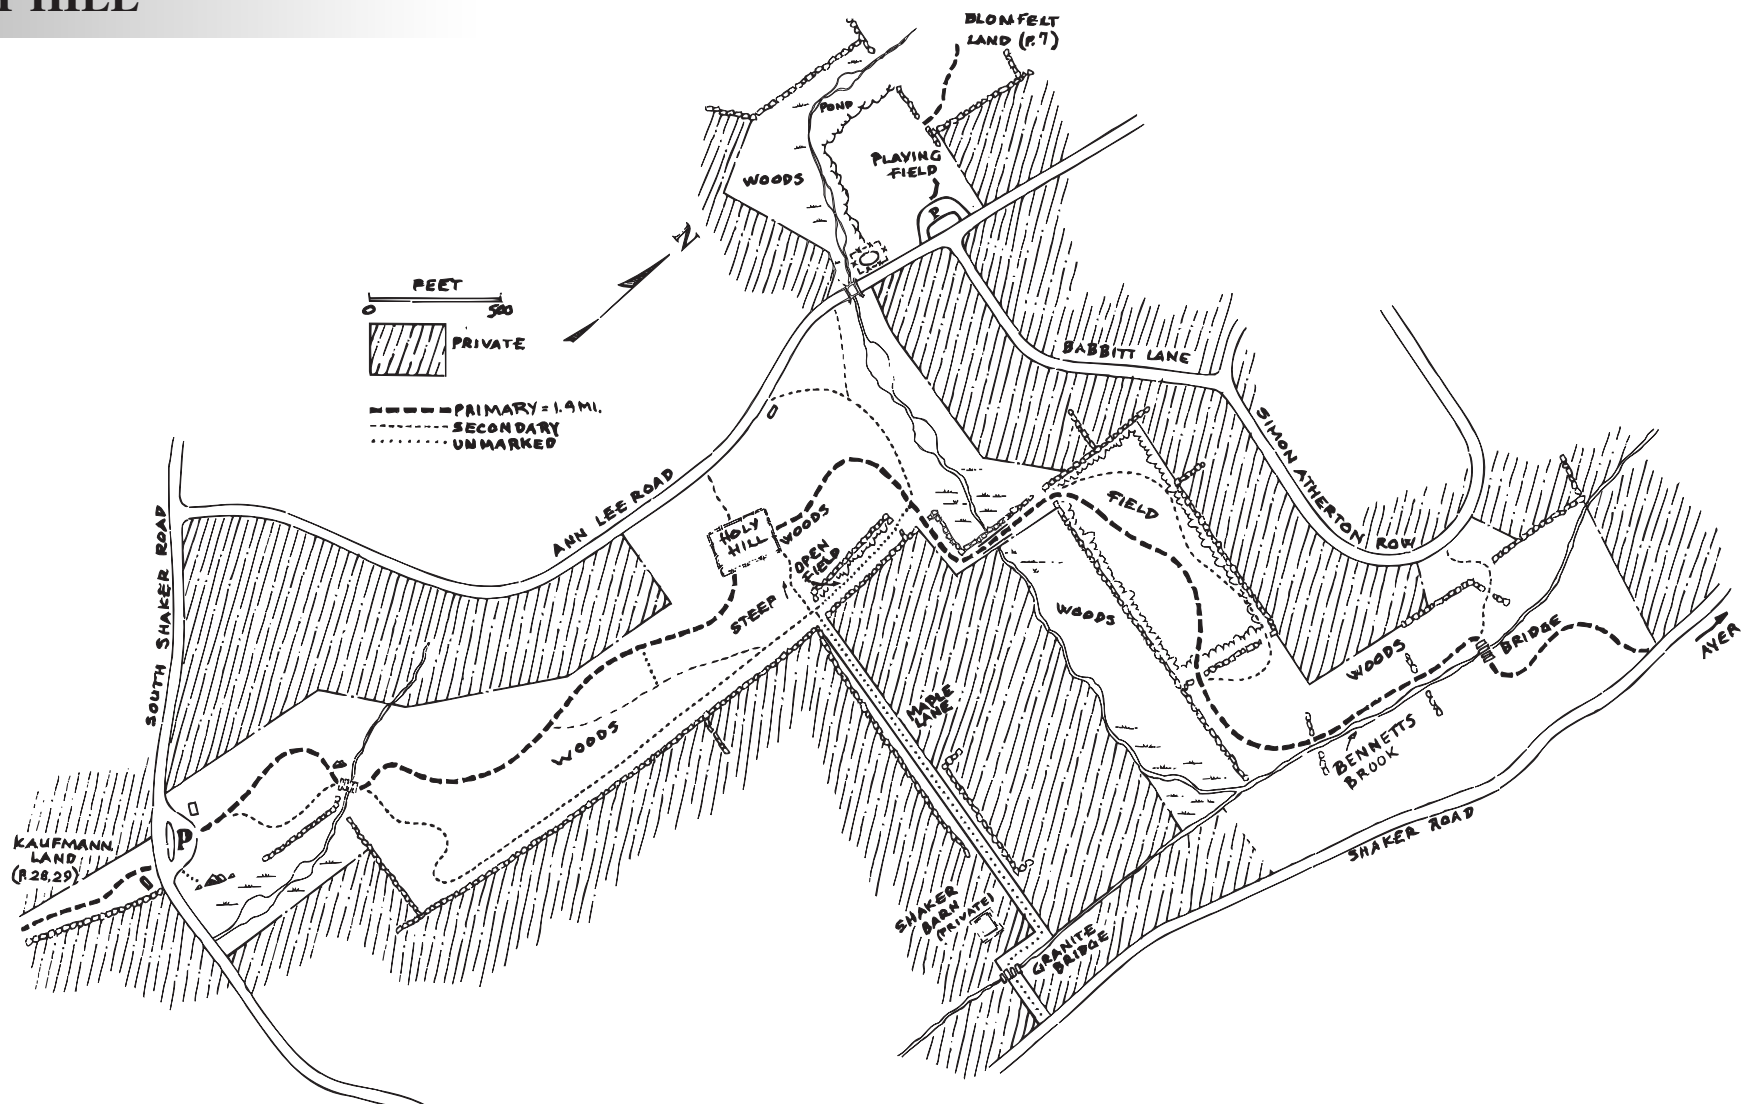 HILL
BLOMFELT
LAND (P.7)
POND
PLAYING
FIELD
WOODS
P
N
FEET
0 500
PRIVATE
PRIMARY = 1.9 MI.
SECONDARY
UNMARKED
BABBITT LANE
SIMON ATHERTON ROW
ANN LEE ROAD
SOUTH SHAKER ROAD
HOLY
HILL
WOODS
OPEN
FIELD
STEEP
FIELD
WOODS
WOODS
BRIDGE
AYER
MAPLE
LANE
WOODS
BENNETTS
BROOK
SHAKER ROAD
KAUFMANN
LAND
(P.28,29)
P
SHAKER
BARN
(PRIVATE)
GRANITE
BRIDGE